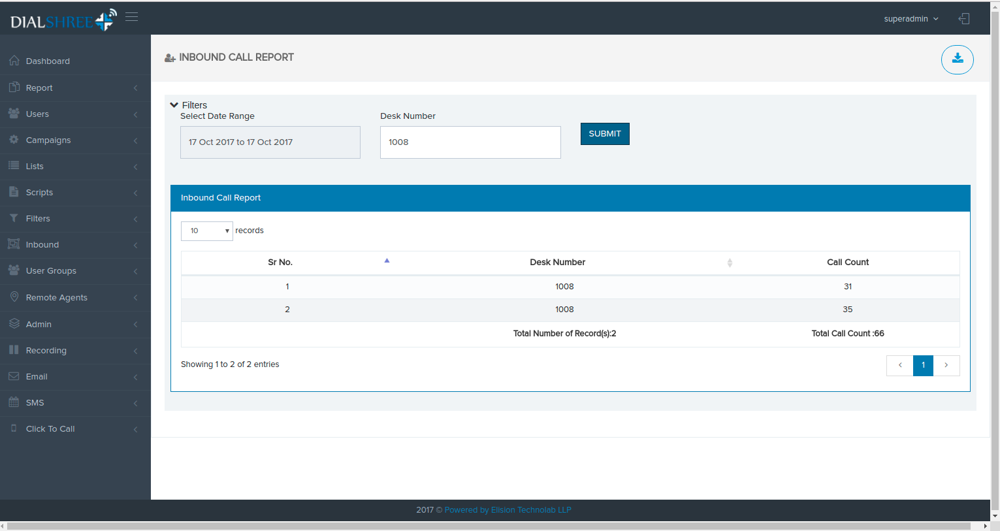 DIALSHREE
superadmin
Dashboard
Report
Users
Campaigns
Lists
Scripts
Filters
Inbound
User Groups
Remote Agents
Admin
Recording
Email
SMS
Click To Call
INBOUND CALL REPORT
Filters
Select Date Range
Desk Number
17 Oct 2017 to 17 Oct 2017
1008
SUBMIT
Inbound Call Report
10 records
Sr No. Desk Number Call Count
1 1008 31
2 1008 35
Total Number of Record(s):2 Total Call Count :66
Showing 1 to 2 of 2 entries
1
2017 © Powered by Elision Technolab LLP